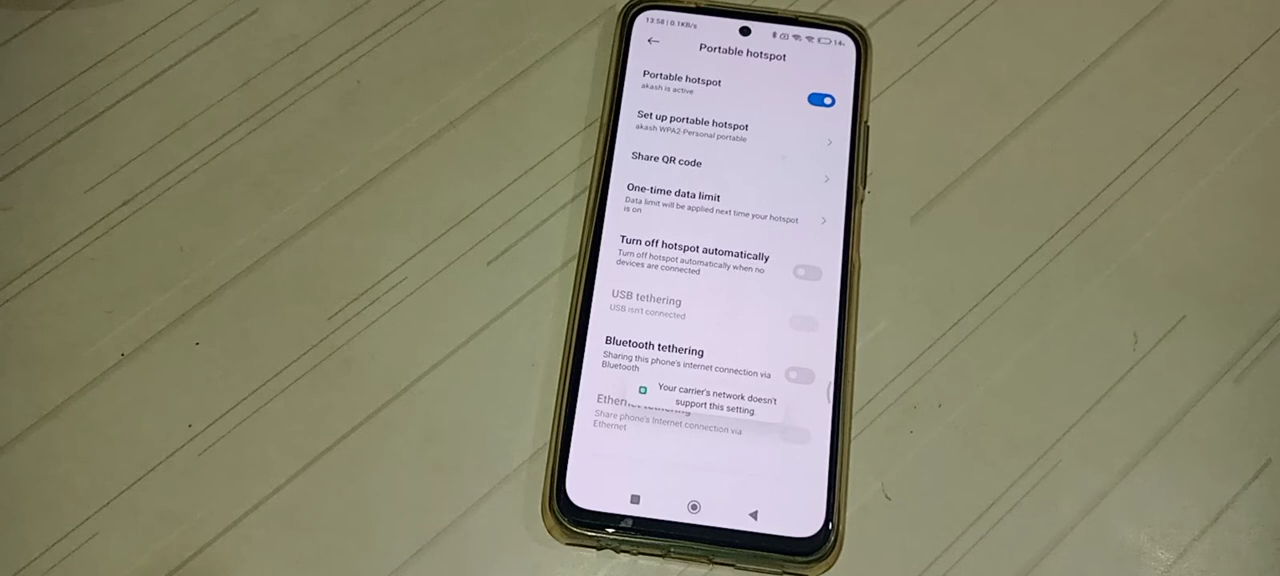 13:58 | 0.1KB/s
14
Portable hotspot
Portable hotspot
akash is active
Set up portable hotspot
akash WPA2-Personal portable
Share QR code
One-time data limit
Data limit will be applied next time your hotspot
is on
Turn off hotspot automatically
Turn off hotspot automatically when no
devices are connected
USB tethering
USB isn't connected
Bluetooth tethering
Sharing this phone's internet connection via
Bluetooth
Your carrier's network doesn't
support this setting.
Ethernet tethering
Share phone's Internet connection via
Ethernet